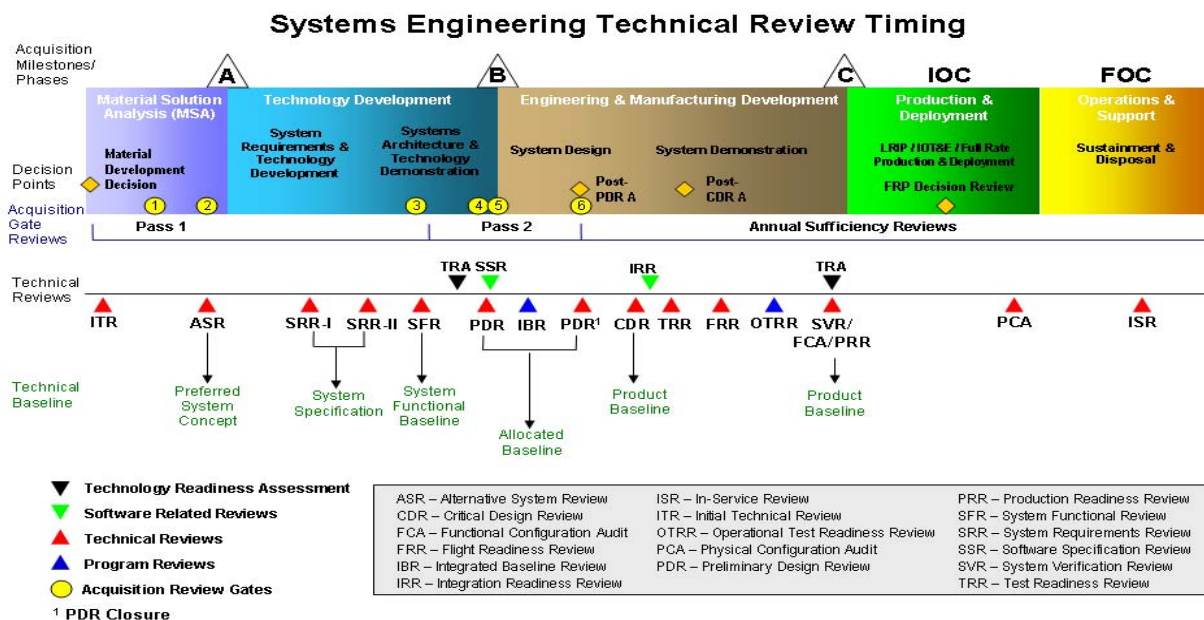 Systems Engineering Technical Review Timing
Acquisition
Milestones/
Phases
A
B
C
IOC
FOC
Material Solution
Analysis (MSA)
Technology Development
Engineering & Manufacturing Development
Production &
Deployment
Operations &
Support
System
Requirements &
Technology
Development
Systems
Architecture &
Technology
Demonstration
System Design
System Demonstration
LRIP / IOT&E / Full Rate
Production & Deployment
Sustainment &
Disposal
Decision
Points
Material
Development
Decision
Post-
PDR A
Post-
CDR A
FRP Decision Review
1
2
3
4
5
6
Acquisition
Gate
Reviews
Pass 1
Pass 2
Annual Sufficiency Reviews
Technical
Reviews
TRA
SSR
IRR
TRA
ITR
ASR
SRR-I
SRR-II
SFR
PDR
IBR
PDR¹
CDR
TRR
FRR
OTRR
SVR/
FCA/PRR
PCA
ISR
Technical
Baseline
Preferred
System
Concept
System
Specification
System
Functional
Baseline
Allocated
Baseline
Product
Baseline
Product
Baseline
Technology Readiness Assessment
Software Related Reviews
Technical Reviews
Program Reviews
Acquisition Review Gates
¹ PDR Closure
ASR – Alternative System Review
CDR – Critical Design Review
FCA – Functional Configuration Audit
FRR – Flight Readiness Review
IBR – Integrated Baseline Review
IRR – Integration Readiness Review
ISR – In-Service Review
ITR – Initial Technical Review
OTRR – Operational Test Readiness Review
PCA – Physical Configuration Audit
PDR – Preliminary Design Review
PRR – Production Readiness Review
SFR – System Functional Review
SRR – System Requirements Review
SSR – Software Specification Review
SVR – System Verification Review
TRR – Test Readiness Review